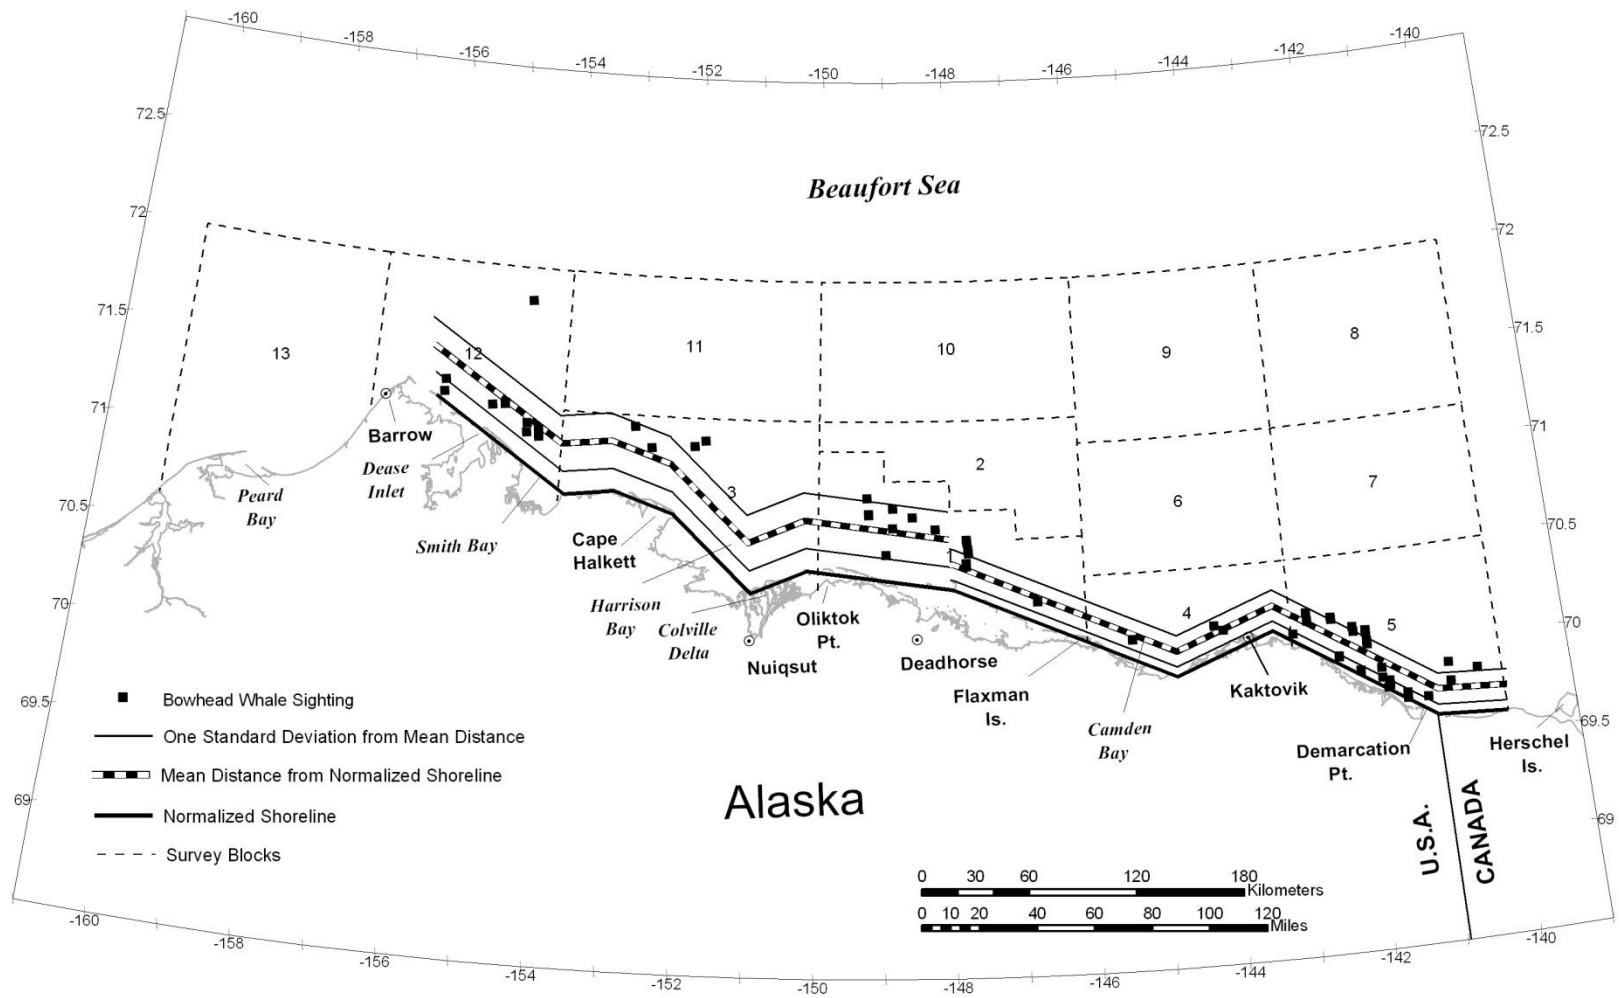 -160
-158
-156
-154
-152
-150
-148
-146
-144
-142
-140
72.5
72.5
Beaufort Sea
72
72
71.5
71.5
13
12
11
10
9
8
71
71
Barrow
Dease
Inlet
Peard
Bay
2
7
6
3
70.5
70.5
Smith Bay
Cape
Halkett
Harrison
Bay
Colville
Delta
Oliktok
Pt.
Nuiqsut
Deadhorse
Flaxman
Is.
Camden
Bay
4
5
Kaktovik
Demarcation
Pt.
Herschel
Is.
70
70
69.5
69.5
Bowhead Whale Sighting
One Standard Deviation from Mean Distance
Mean Distance from Normalized Shoreline
Normalized Shoreline
Survey Blocks
Alaska
U.S.A.
CANADA
69
69
0 30 60 120 180
Kilometers
0 10 20 40 60 80 100 120
Miles
-160
-158
-156
-154
-152
-150
-148
-146
-144
-142
-140